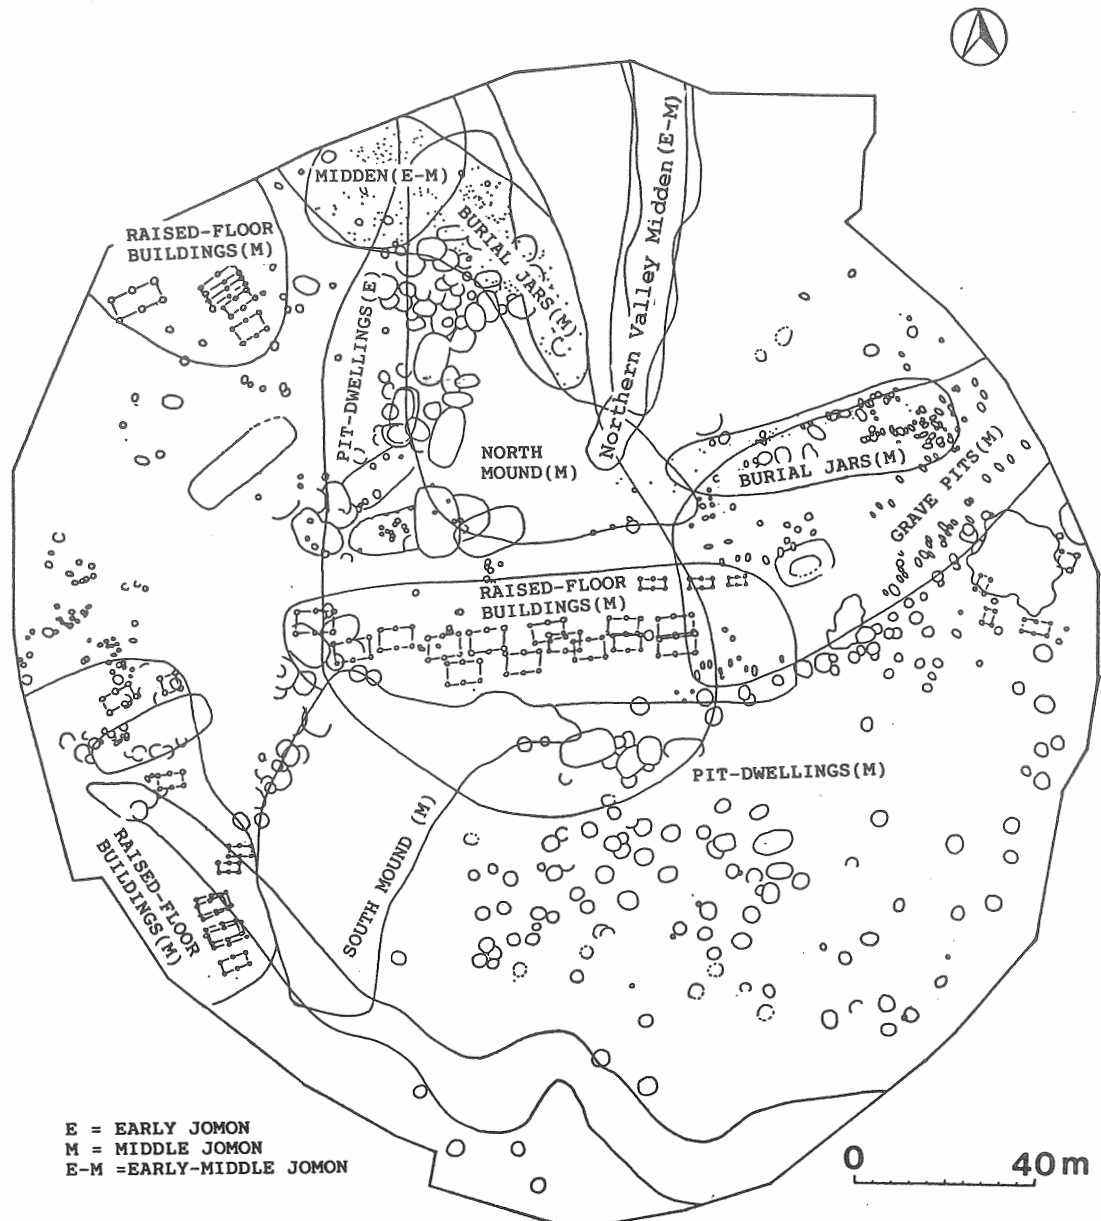 MIDDEN(E-M)
RAISED-FLOOR
BUILDINGS(M)
BURIAL JARS(M)
Northern Valley Midden(E-M)
PIT-DWELLINGS(E)
NORTH
MOUND(M)
BURIAL JARS(M)
GRAVE PITS(M)
RAISED-FLOOR
BUILDINGS(M)
PIT-DWELLINGS(M)
SOUTH MOUND (M)
RAISED-FLOOR
BUILDINGS(M)
E = EARLY JOMON
M = MIDDLE JOMON
E-M =EARLY-MIDDLE JOMON
0 40m